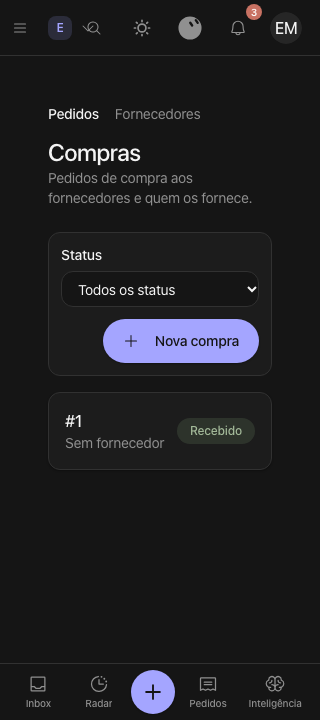 E
3
EM
Pedidos
Fornecedores
Compras
Pedidos de compra aos
fornecedores e quem os fornece.
Status
Todos os status
Nova compra
#1
Sem fornecedor
Recebido
Inbox
Radar
Pedidos
Inteligência